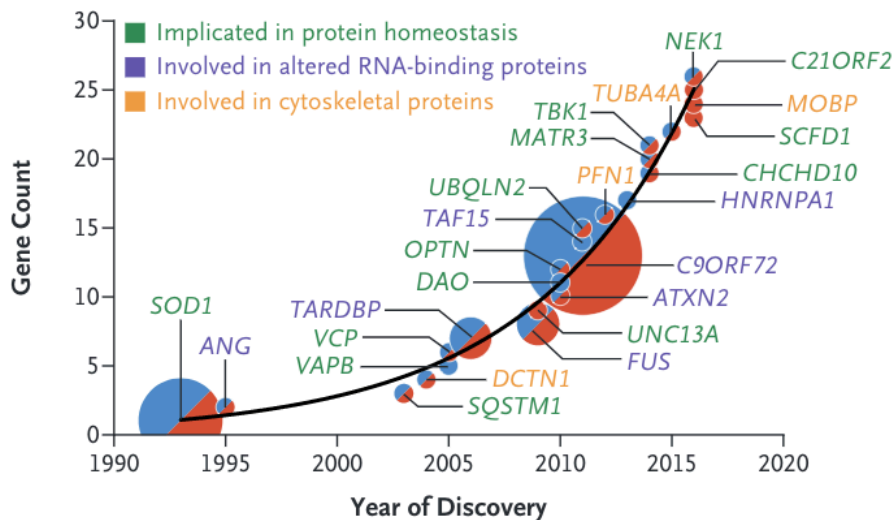 30
Implicated in protein homeostasis
Involved in altered RNA-binding proteins
Involved in cytoskeletal proteins
NEK1
C21ORF2
25
TUBA4A
MOBP
TBK1
MATR3
SCFD1
20
PFN1
CHCHD10
UBQLN2
HNRNPA1
TAF15
15
OPTN
C9ORF72
DAO
ATXN2
10
SOD1
TARDBP
ANG
VCP
UNC13A
VAPB
FUS
5
DCTN1
SQSTM1
0
Gene Count
1990 1995 2000 2005 2010 2015 2020
Year of Discovery